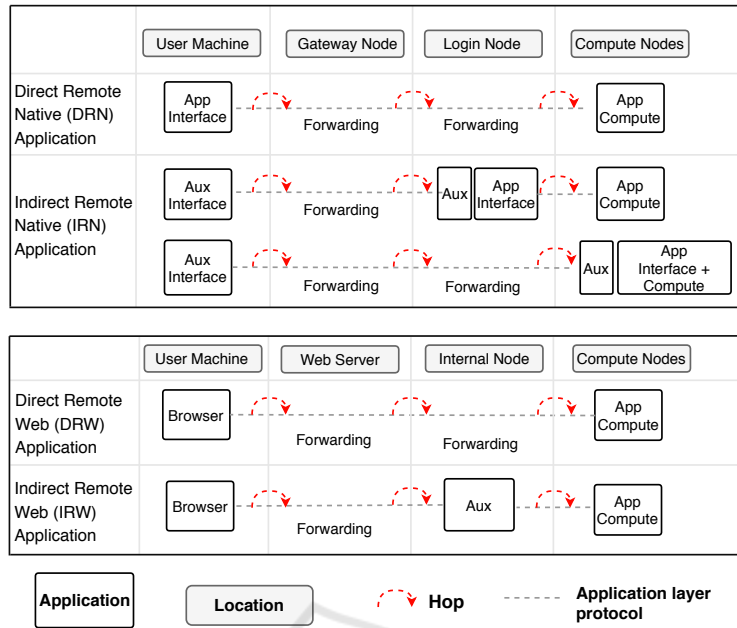 User Machine Gateway Node Login Node Compute Nodes
Direct Remote
Native (DRN)
Application
App
Interface
Forwarding
Forwarding
App
Compute
Indirect Remote
Native (IRN)
Application
Aux
Interface
Forwarding
Aux
App
Interface
App
Compute
Aux
Interface
Forwarding
Forwarding
Aux
App
Interface +
Compute
User Machine Web Server Internal Node Compute Nodes
Direct Remote
Web (DRW)
Application
Browser
Forwarding
Forwarding
App
Compute
Indirect Remote
Web (IRW)
Application
Browser
Forwarding
Aux
App
Compute
Application
Location
Hop
Application layer
protocol